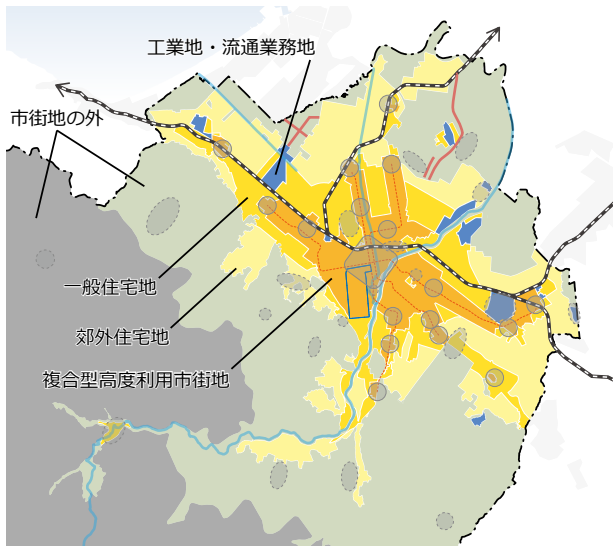 工業地・流通業務地
市街地の外
一般住宅地
郊外住宅地
複合型高度利用市街地